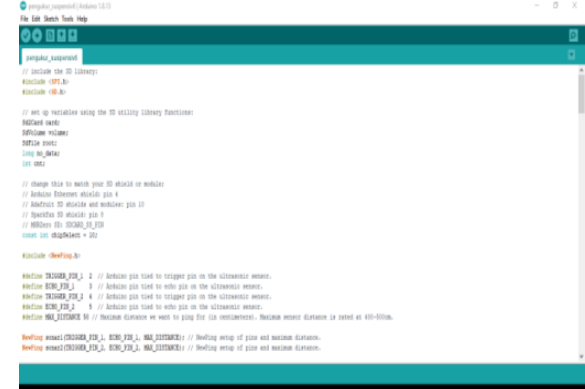 pengukur_suspensiv6 | Arduino 1.8.13
File Edit Sketch Tools Help
pengukur_suspensiv6
// include the SD library:
#include <SPI.h>
#include <SD.h>
// set up variables using the SD utility library functions:
Sd2Card card;
SdVolume volume;
SdFile root;
long no_data;
int cnt;
// change this to match your SD shield or module;
// Arduino Ethernet shield: pin 4
// Adafruit SD shields and modules: pin 10
// Sparkfun SD shield: pin 8
// MKRZero SD: SDCARD_SS_PIN
const int chipSelect = 10;
#include <NewPing.h>
#define TRIGGER_PIN_1 2 // Arduino pin tied to trigger pin on the ultrasonic sensor.
#define ECHO_PIN_1 3 // Arduino pin tied to echo pin on the ultrasonic sensor.
#define TRIGGER_PIN_2 4 // Arduino pin tied to trigger pin on the ultrasonic sensor.
#define ECHO_PIN_2 5 // Arduino pin tied to echo pin on the ultrasonic sensor.
#define MAX_DISTANCE 50 // Maximum distance we want to ping for (in centimeters). Maximum sensor distance is rated at 400-500cm.
NewPing sonar1(TRIGGER_PIN_1, ECHO_PIN_1, MAX_DISTANCE); // NewPing setup of pins and maximum distance.
NewPing sonar2(TRIGGER_PIN_2, ECHO_PIN_2, MAX_DISTANCE); // NewPing setup of pins and maximum distance.